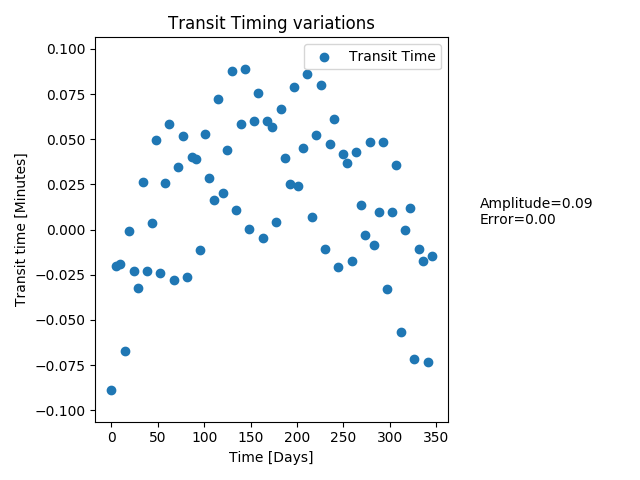 Transit Timing variations
Transit Time
0.100
0.075
0.050
0.025
0.000
−0.025
−0.050
−0.075
−0.100
Transit time [Minutes]
0 50 100 150 200 250 300 350
Time [Days]
Amplitude=0.09
Error=0.00